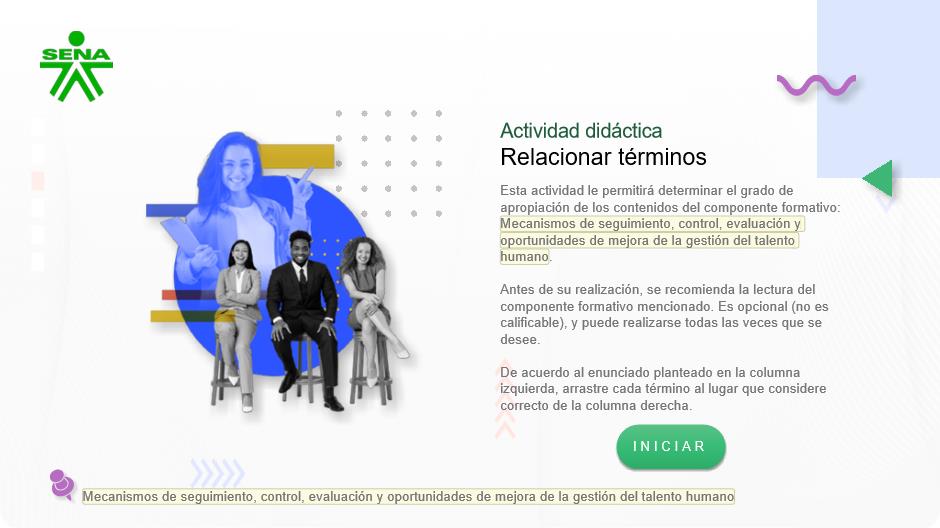 SENA
Actividad didáctica
Relacionar términos
Esta actividad le permitirá determinar el grado de
apropiación de los contenidos del componente formativo:
Mecanismos de seguimiento, control, evaluación y
oportunidades de mejora de la gestión del talento
humano.
Antes de su realización, se recomienda la lectura del
componente formativo mencionado. Es opcional (no es
calificable), y puede realizarse todas las veces que se
desee.
De acuerdo al enunciado planteado en la columna
izquierda, arrastre cada término al lugar que considere
correcto de la columna derecha.
INICIAR
Mecanismos de seguimiento, control, evaluación y oportunidades de mejora de la gestión del talento humano